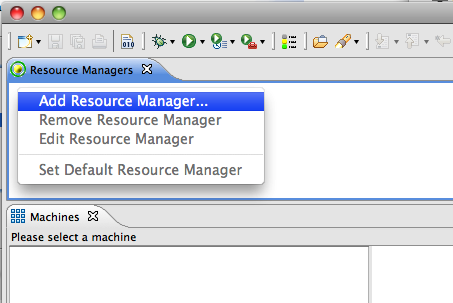 010
Resource Managers
Add Resource Manager...
Remove Resource Manager
Edit Resource Manager
Set Default Resource Manager
Machines
Please select a machine